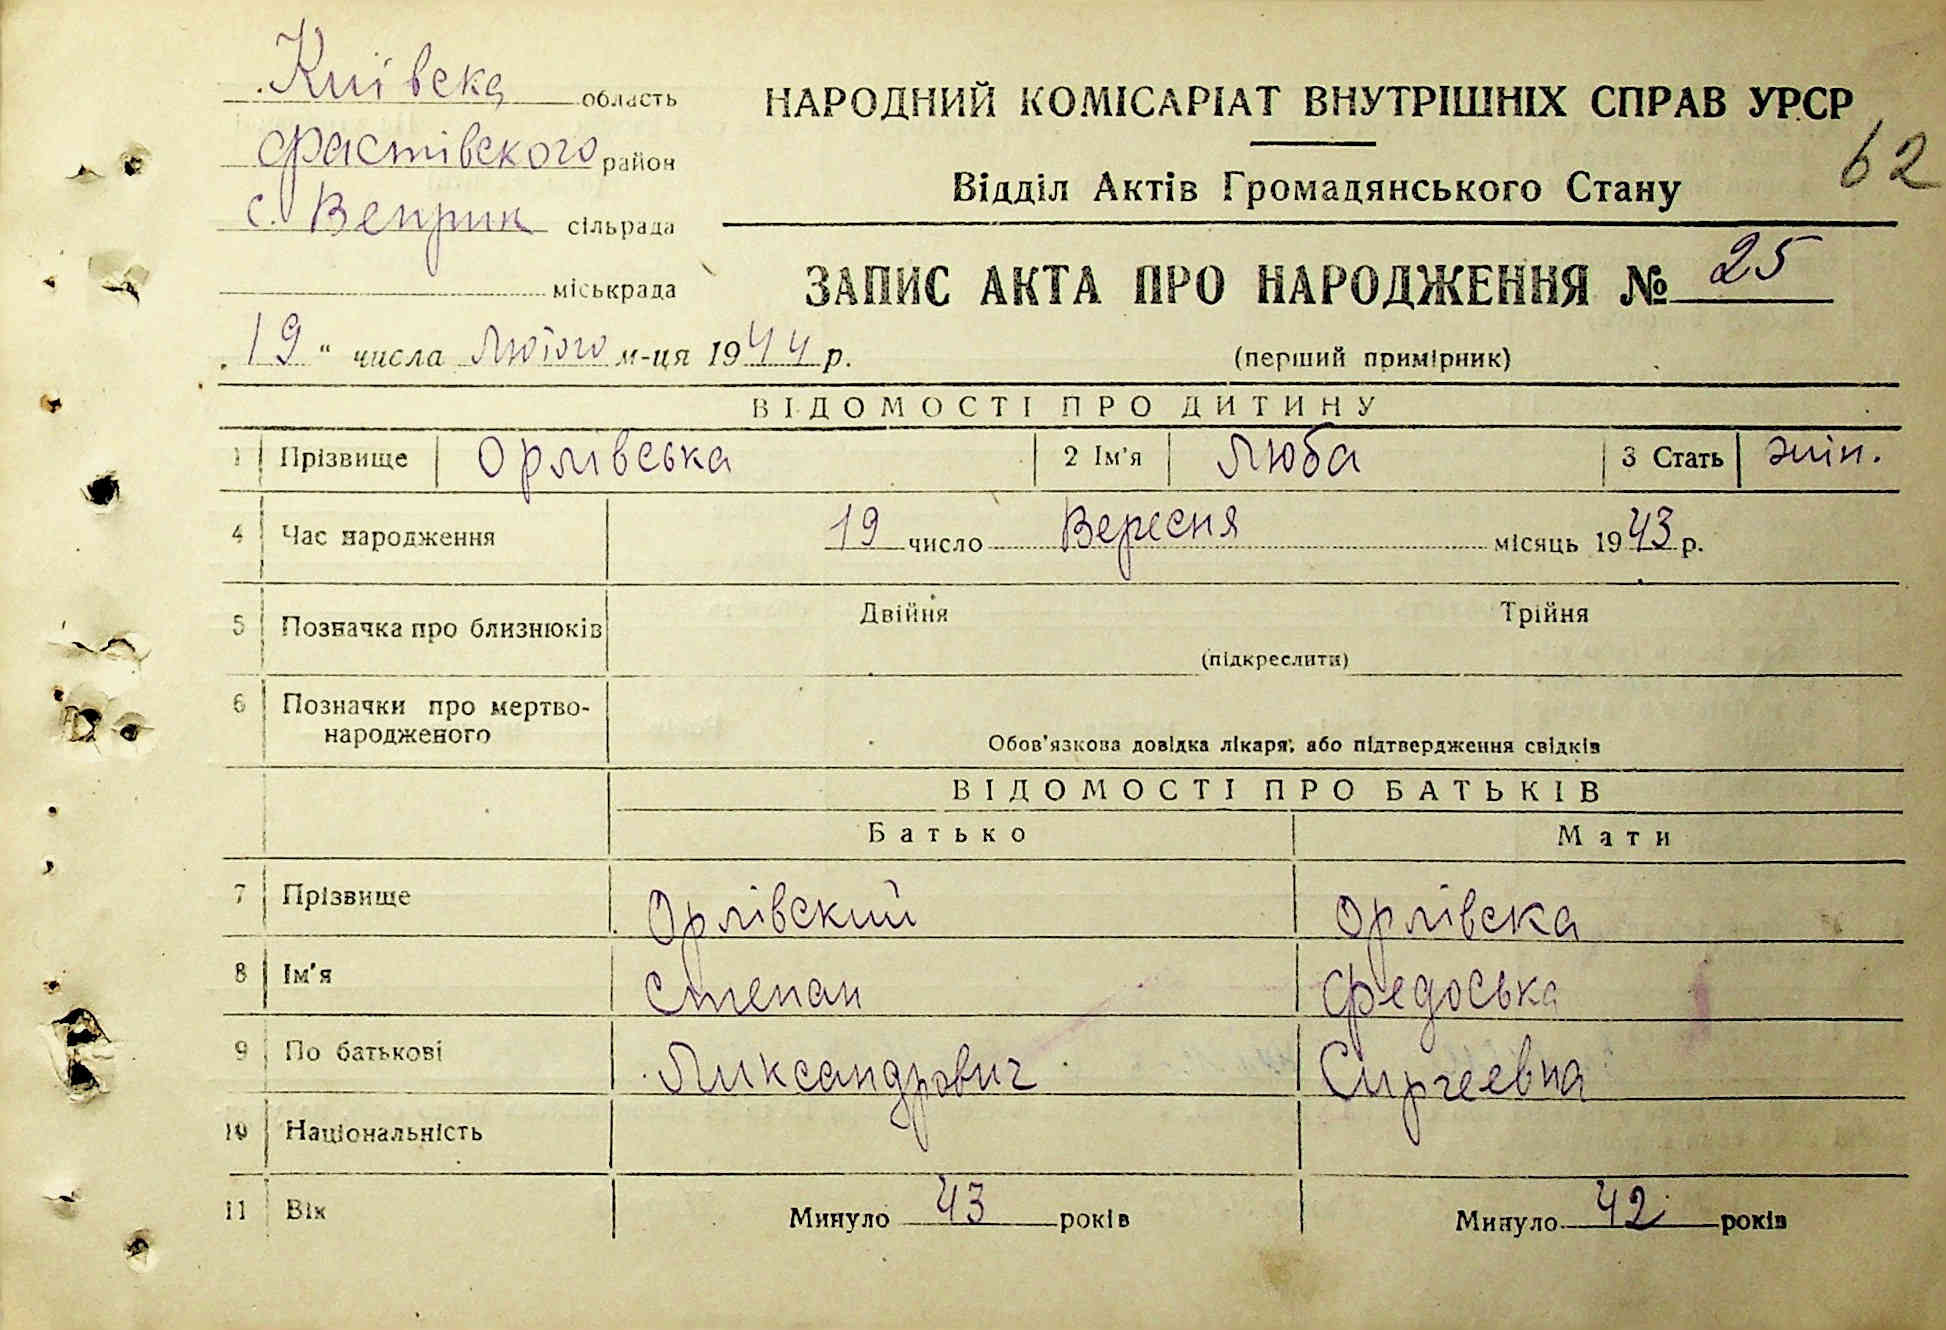 Київска область
Фастівского район
с. Веприк сільрада
міськрада
НАРОДНИЙ КОМІСАРІАТ ВНУТРІШНІХ СПРАВ УРСР
62
Відділ Актів Громадянського Стану
ЗАПИС АКТА ПРО НАРОДЖЕННЯ № 25
„19“ числа Лютого м-ця 1944 р.
(перший примірник)
ВІДОМОСТІ ПРО ДИТИНУ
1 Прізвище Орлівська 2 Ім'я Люба 3 Стать жін.
4 Час народження 19 число Вересня місяць 1943 р.
5 Позначка про близнюків Двійня Трійня
(підкреслити)
6 Позначки про мертво-
народженого
Обов'язкова довідка лікаря, або підтвердження свідків
ВІДОМОСТІ ПРО БАТЬКІВ
Батько Мати
7 Прізвище Орлівский Орлівска
8 Ім'я Степан Федоська
9 По батькові Ликсандрович Сиргеевна
10 Національність
11 Вік Минуло 43 років Минуло 42 років